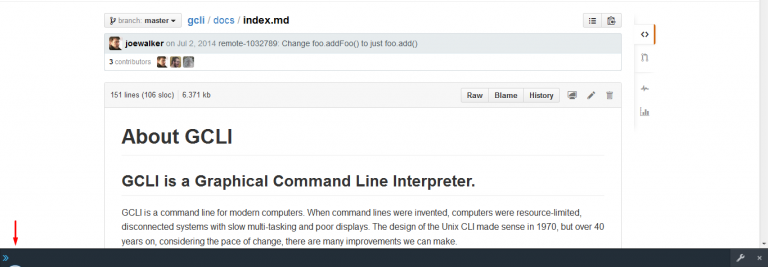 branch: master
gcli / docs / index.md
joewalker on Jul 2, 2014 remote-1032789: Change foo.addFoo() to just foo.add()
3 contributors
151 lines (106 sloc) 6.371 kb
Raw Blame History
About GCLI
GCLI is a Graphical Command Line Interpreter.
GCLI is a command line for modern computers. When command lines were invented, computers were resource-limited,
disconnected systems with slow multi-tasking and poor displays. The design of the Unix CLI made sense in 1970, but over 40
years on, considering the pace of change, there are many improvements we can make.